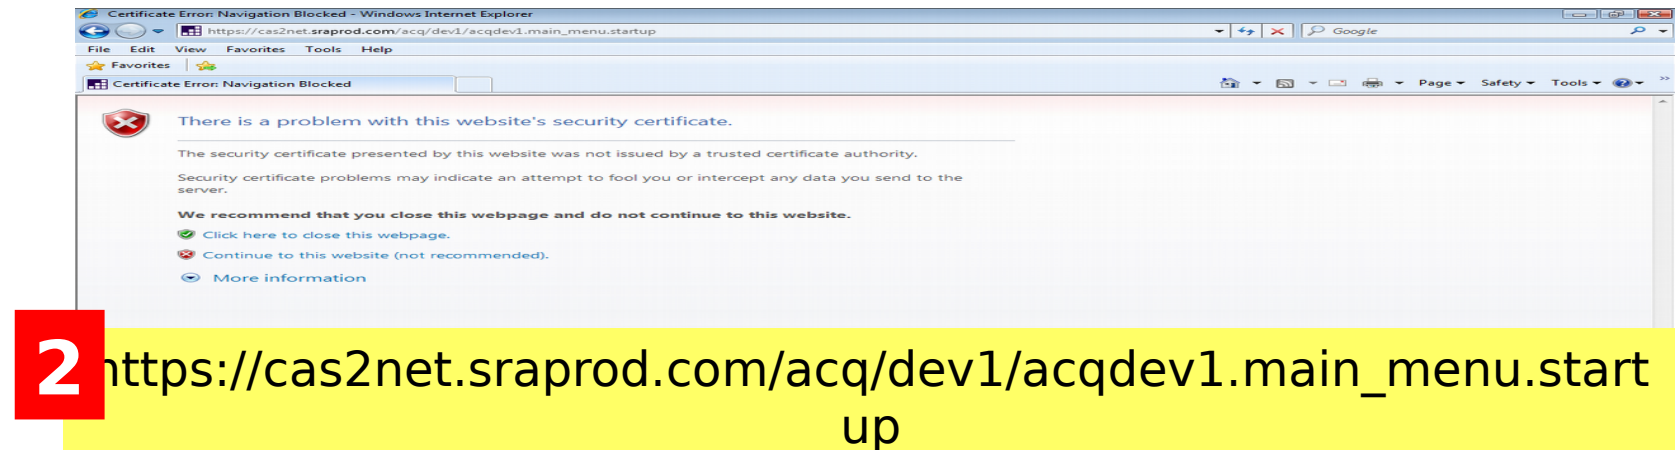 Certificate Error: Navigation Blocked - Windows Internet Explorer
https://cas2net.sraprod.com/acq/dev1/acqdev1.main_menu.startup
Google
File Edit View Favorites Tools Help
Favorites
Certificate Error: Navigation Blocked
Page Safety Tools
There is a problem with this website's security certificate.
The security certificate presented by this website was not issued by a trusted certificate authority.
Security certificate problems may indicate an attempt to fool you or intercept any data you send to the
server.
We recommend that you close this webpage and do not continue to this website.
Click here to close this webpage.
Continue to this website (not recommended).
More information
2
https://cas2net.sraprod.com/acq/dev1/acqdev1.main_menu.start
up